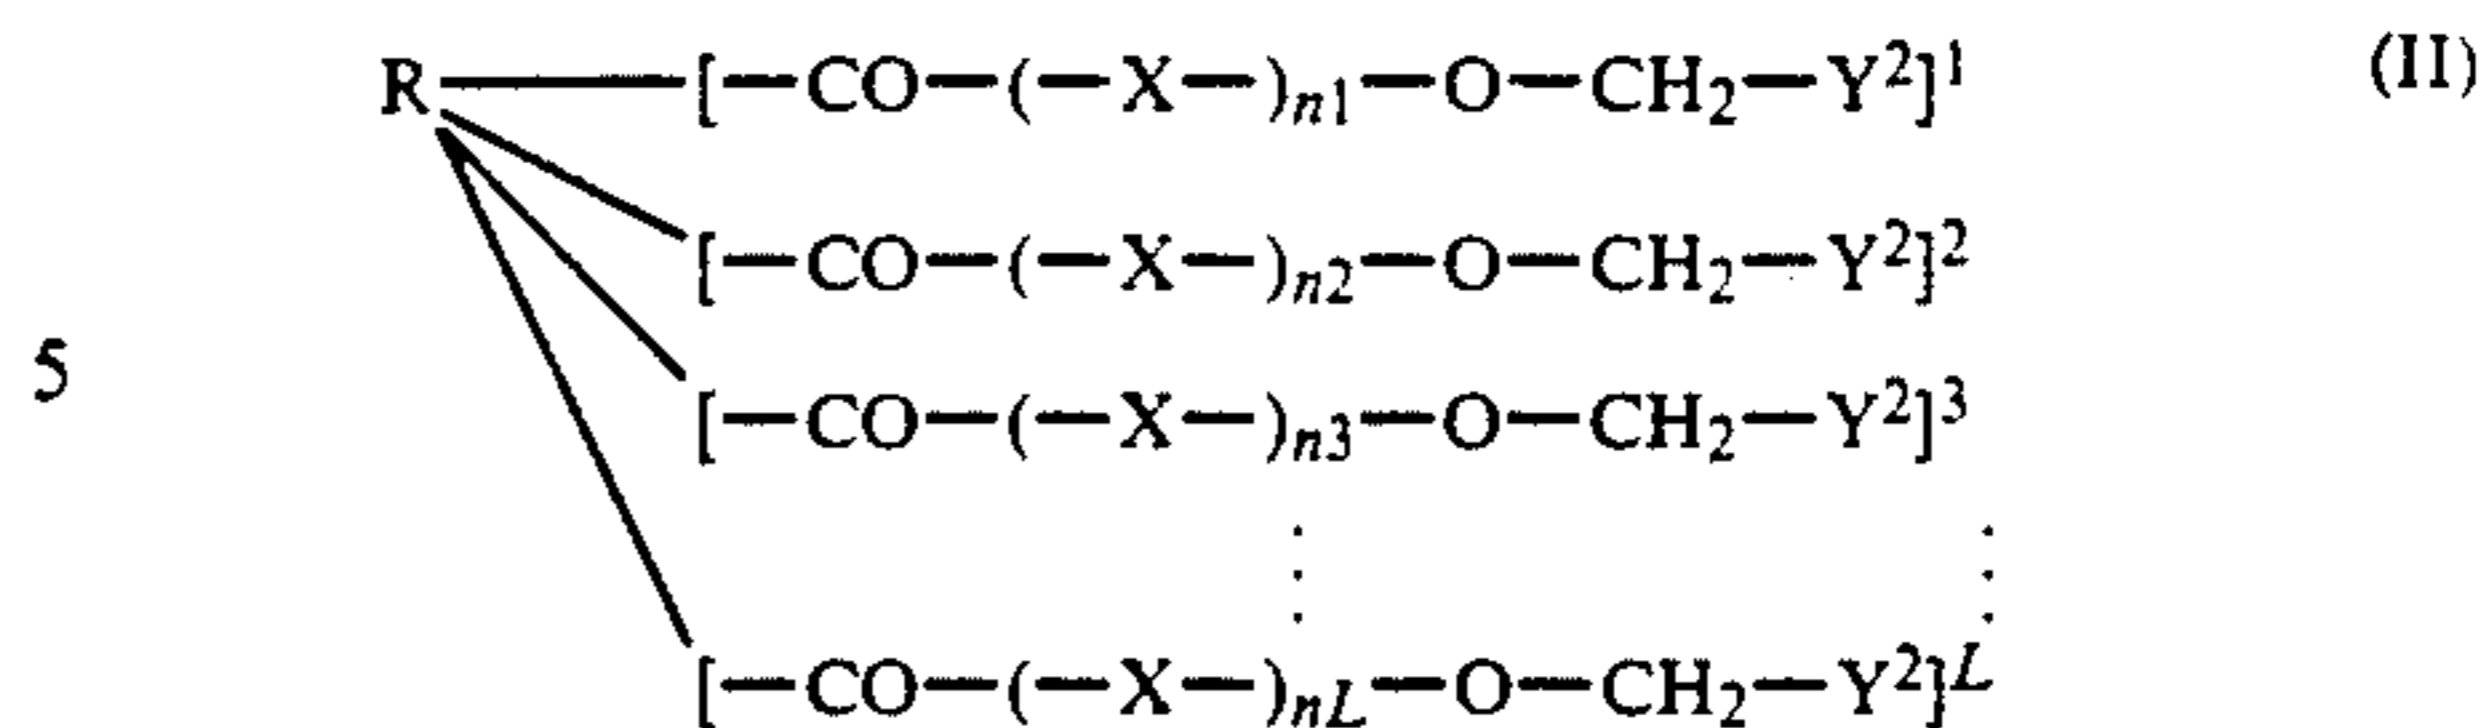 R—[—CO—(—X—)n1—O—CH2—Y2]1 (II)
[—CO—(—X—)n2—O—CH2—Y2]2
5
[—CO—(—X—)n3—O—CH2—Y2]3
[—CO—(—X—)nL—O—CH2—Y2]L